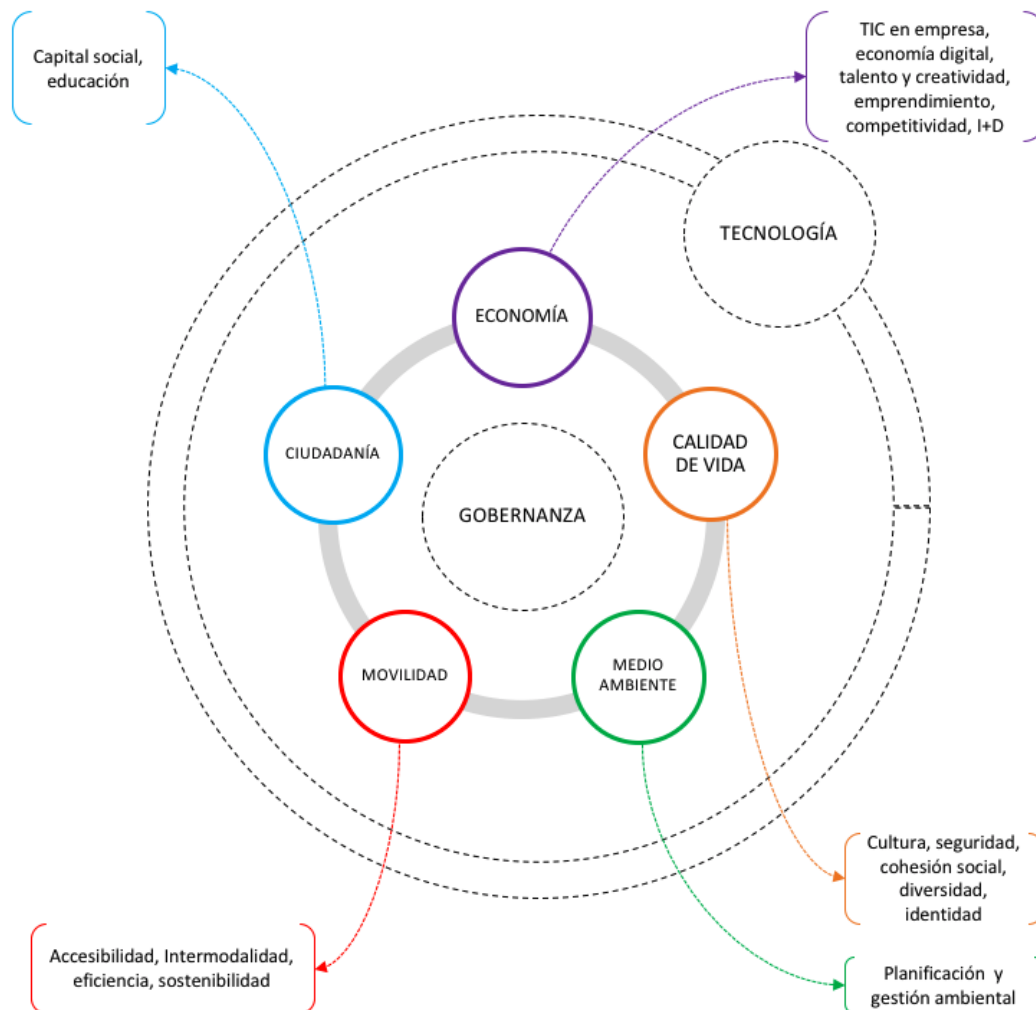 Capital social,
educación
TIC en empresa,
economía digital,
talento y creatividad,
emprendimiento,
competitividad, I+D
TECNOLOGÍA
ECONOMÍA
CIUDADANÍA
CALIDAD
DE VIDA
GOBERNANZA
MOVILIDAD
MEDIO
AMBIENTE
Cultura, seguridad,
cohesión social,
diversidad,
identidad
Accesibilidad, Intermodalidad,
eficiencia, sostenibilidad
Planificación y
gestión ambiental